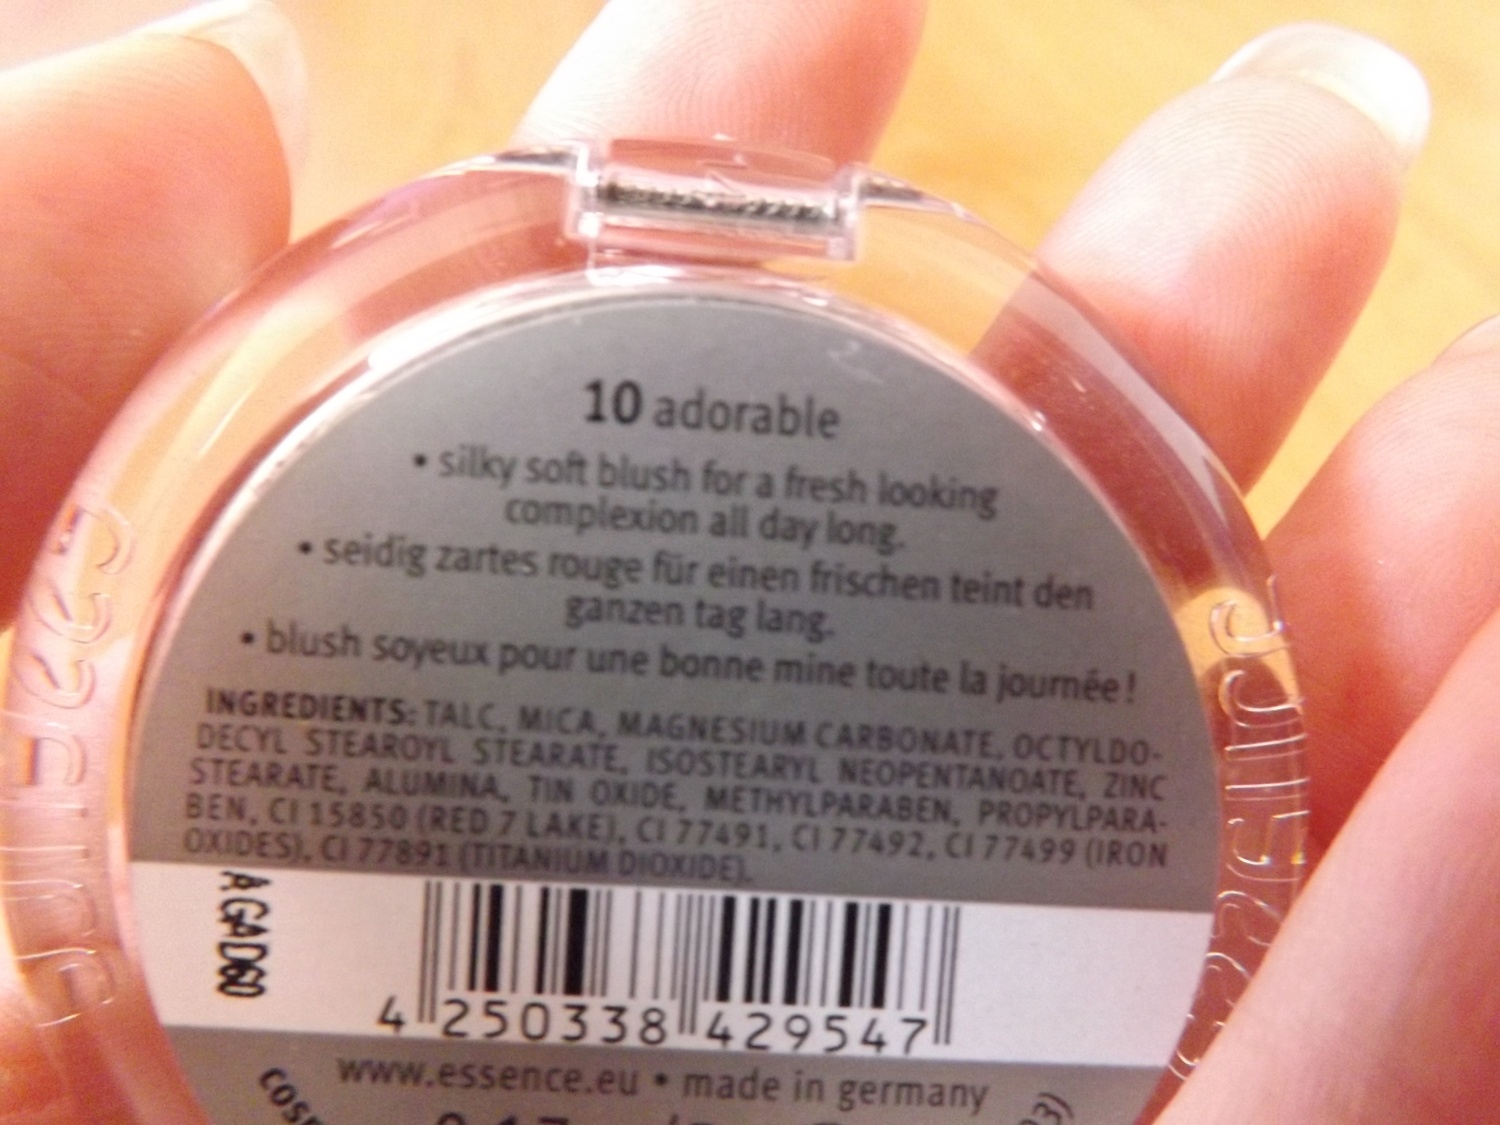 10 adorable
• silky soft blush for a fresh looking
complexion all day long.
• seidig zartes rouge für einen frischen teint den
ganzen tag lang.
• blush soyeux pour une bonne mine toute la journée!
INGREDIENTS: TALC, MICA, MAGNESIUM CARBONATE, OCTYLDO-
DECYL STEAROYL STEARATE, ISOSTEARYL NEOPENTANOATE, ZINC
STEARATE, ALUMINA, TIN OXIDE, METHYLPARABEN, PROPYLPARA-
BEN, CI 15850 (RED 7 LAKE), CI 77491, CI 77492, CI 77499 (IRON
OXIDES), CI 77891 (TITANIUM DIOXIDE).
4 250338 429547
www.essence.eu • made in germany